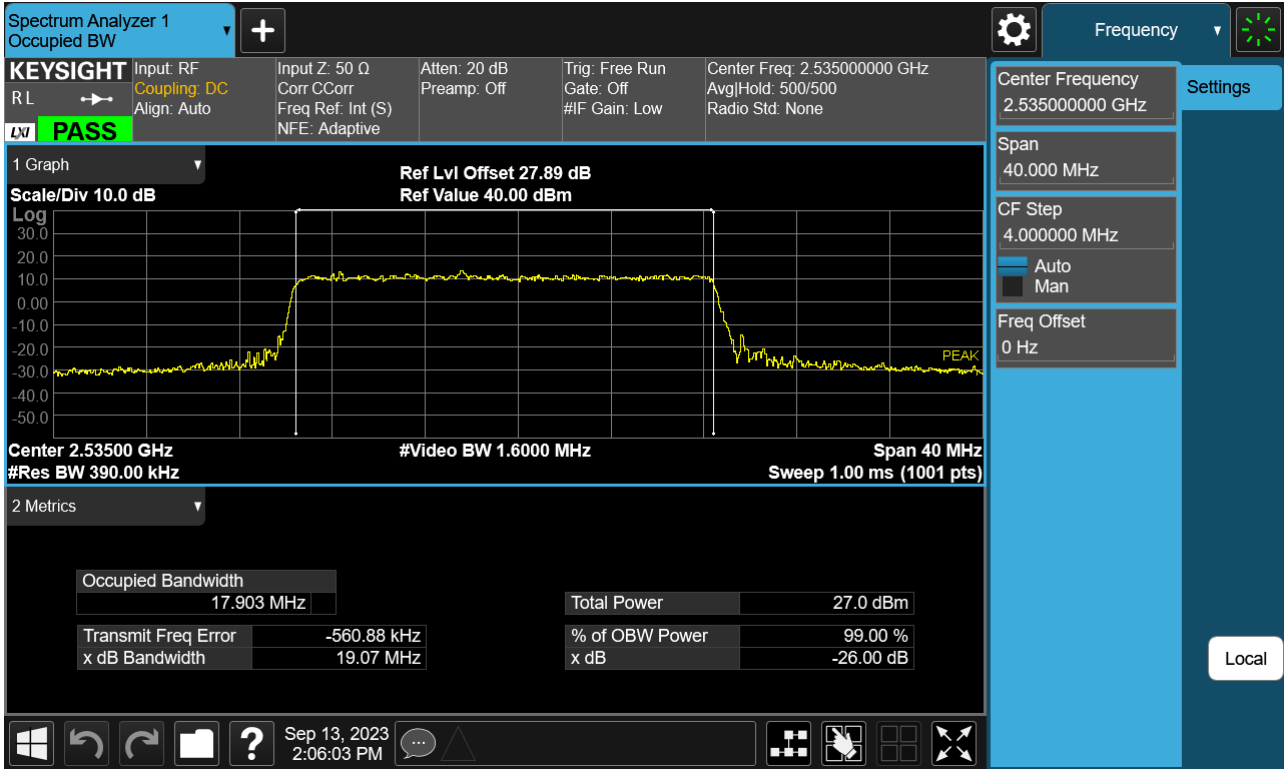 Spectrum Analyzer 1
Occupied BW
Frequency
KEYSIGHT
R L
LXI
PASS
Input: RF
Coupling: DC
Align: Auto
Input Z: 50 Ω
Corr CCorr
Freq Ref: Int (S)
NFE: Adaptive
Atten: 20 dB
Preamp: Off
Trig: Free Run
Gate: Off
#IF Gain: Low
Center Freq: 2.535000000 GHz
Avg|Hold: 500/500
Radio Std: None
1 Graph
Scale/Div 10.0 dB
Ref Lvl Offset 27.89 dB
Ref Value 40.00 dBm
Log
30.0
20.0
10.0
0.00
-10.0
-20.0
-30.0
-40.0
-50.0
PEAK
Center 2.53500 GHz
#Video BW 1.6000 MHz
Span 40 MHz
#Res BW 390.00 kHz
Sweep 1.00 ms (1001 pts)
2 Metrics
Occupied Bandwidth
17.903 MHz
Total Power 27.0 dBm
Transmit Freq Error -560.88 kHz
% of OBW Power 99.00 %
x dB Bandwidth 19.07 MHz
x dB -26.00 dB
Sep 13, 2023
2:06:03 PM
Center Frequency
2.535000000 GHz
Span
40.000 MHz
CF Step
4.000000 MHz
Auto
Man
Freq Offset
0 Hz
Settings
Local